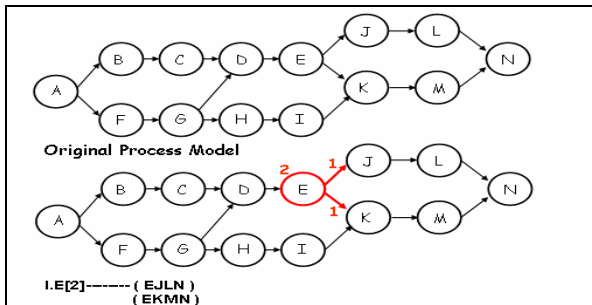 J L
B C D E N
A K M
F G H I
Original Process Model
2 1 J L
B C D E N
A 1 K M
F G H I
I.E[2]-------- ( EJLN )
( EKMN )